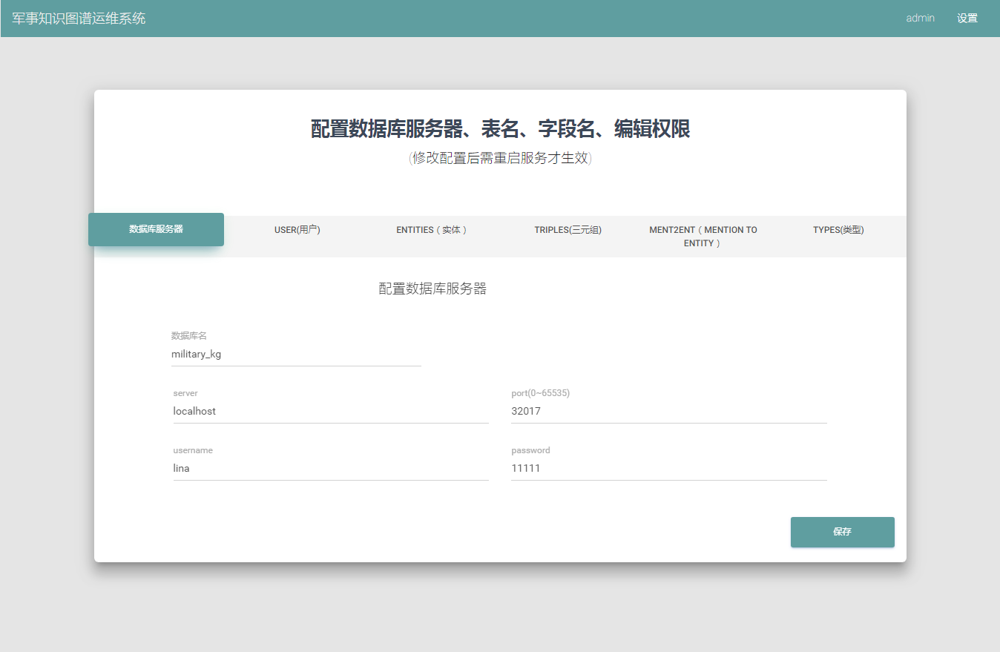 军事知识图谱运维系统
admin
设置
配置数据库服务器、表名、字段名、编辑权限
(修改配置后需重启服务才生效)
数据库服务器
USER(用户)
ENTITIES（实体）
TRIPLES(三元组)
MENT2ENT（MENTION TO
ENTITY）
TYPES(类型)
配置数据库服务器
数据库名
military_kg
server
port(0~65535)
localhost
32017
username
password
lina
11111
保存